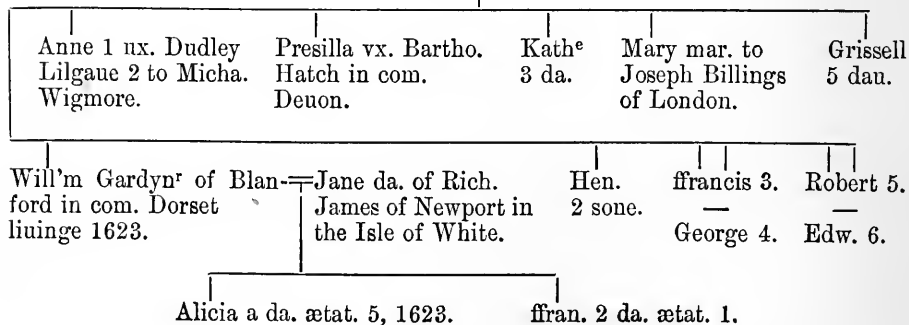 Anne 1 ux. Dudley
Lilgaue 2 to Micha.
Wigmore.
Presilla vx. Bartho.
Hatch in com.
Deuon.
Kathᵉ
3 da.
Mary mar. to
Joseph Billings
of London.
Grissell
5 dau.
Will'm Gardynʳ of Blan-
ford in com. Dorset
liuinge 1623.
Jane da. of Rich.
James of Newport in
the Isle of White.
Hen.
2 sone.
ffrancis 3.
—
George 4.
Robert 5.
—
Edw. 6.
Alicia a da. ætat. 5, 1623.
ffran. 2 da. ætat. 1.